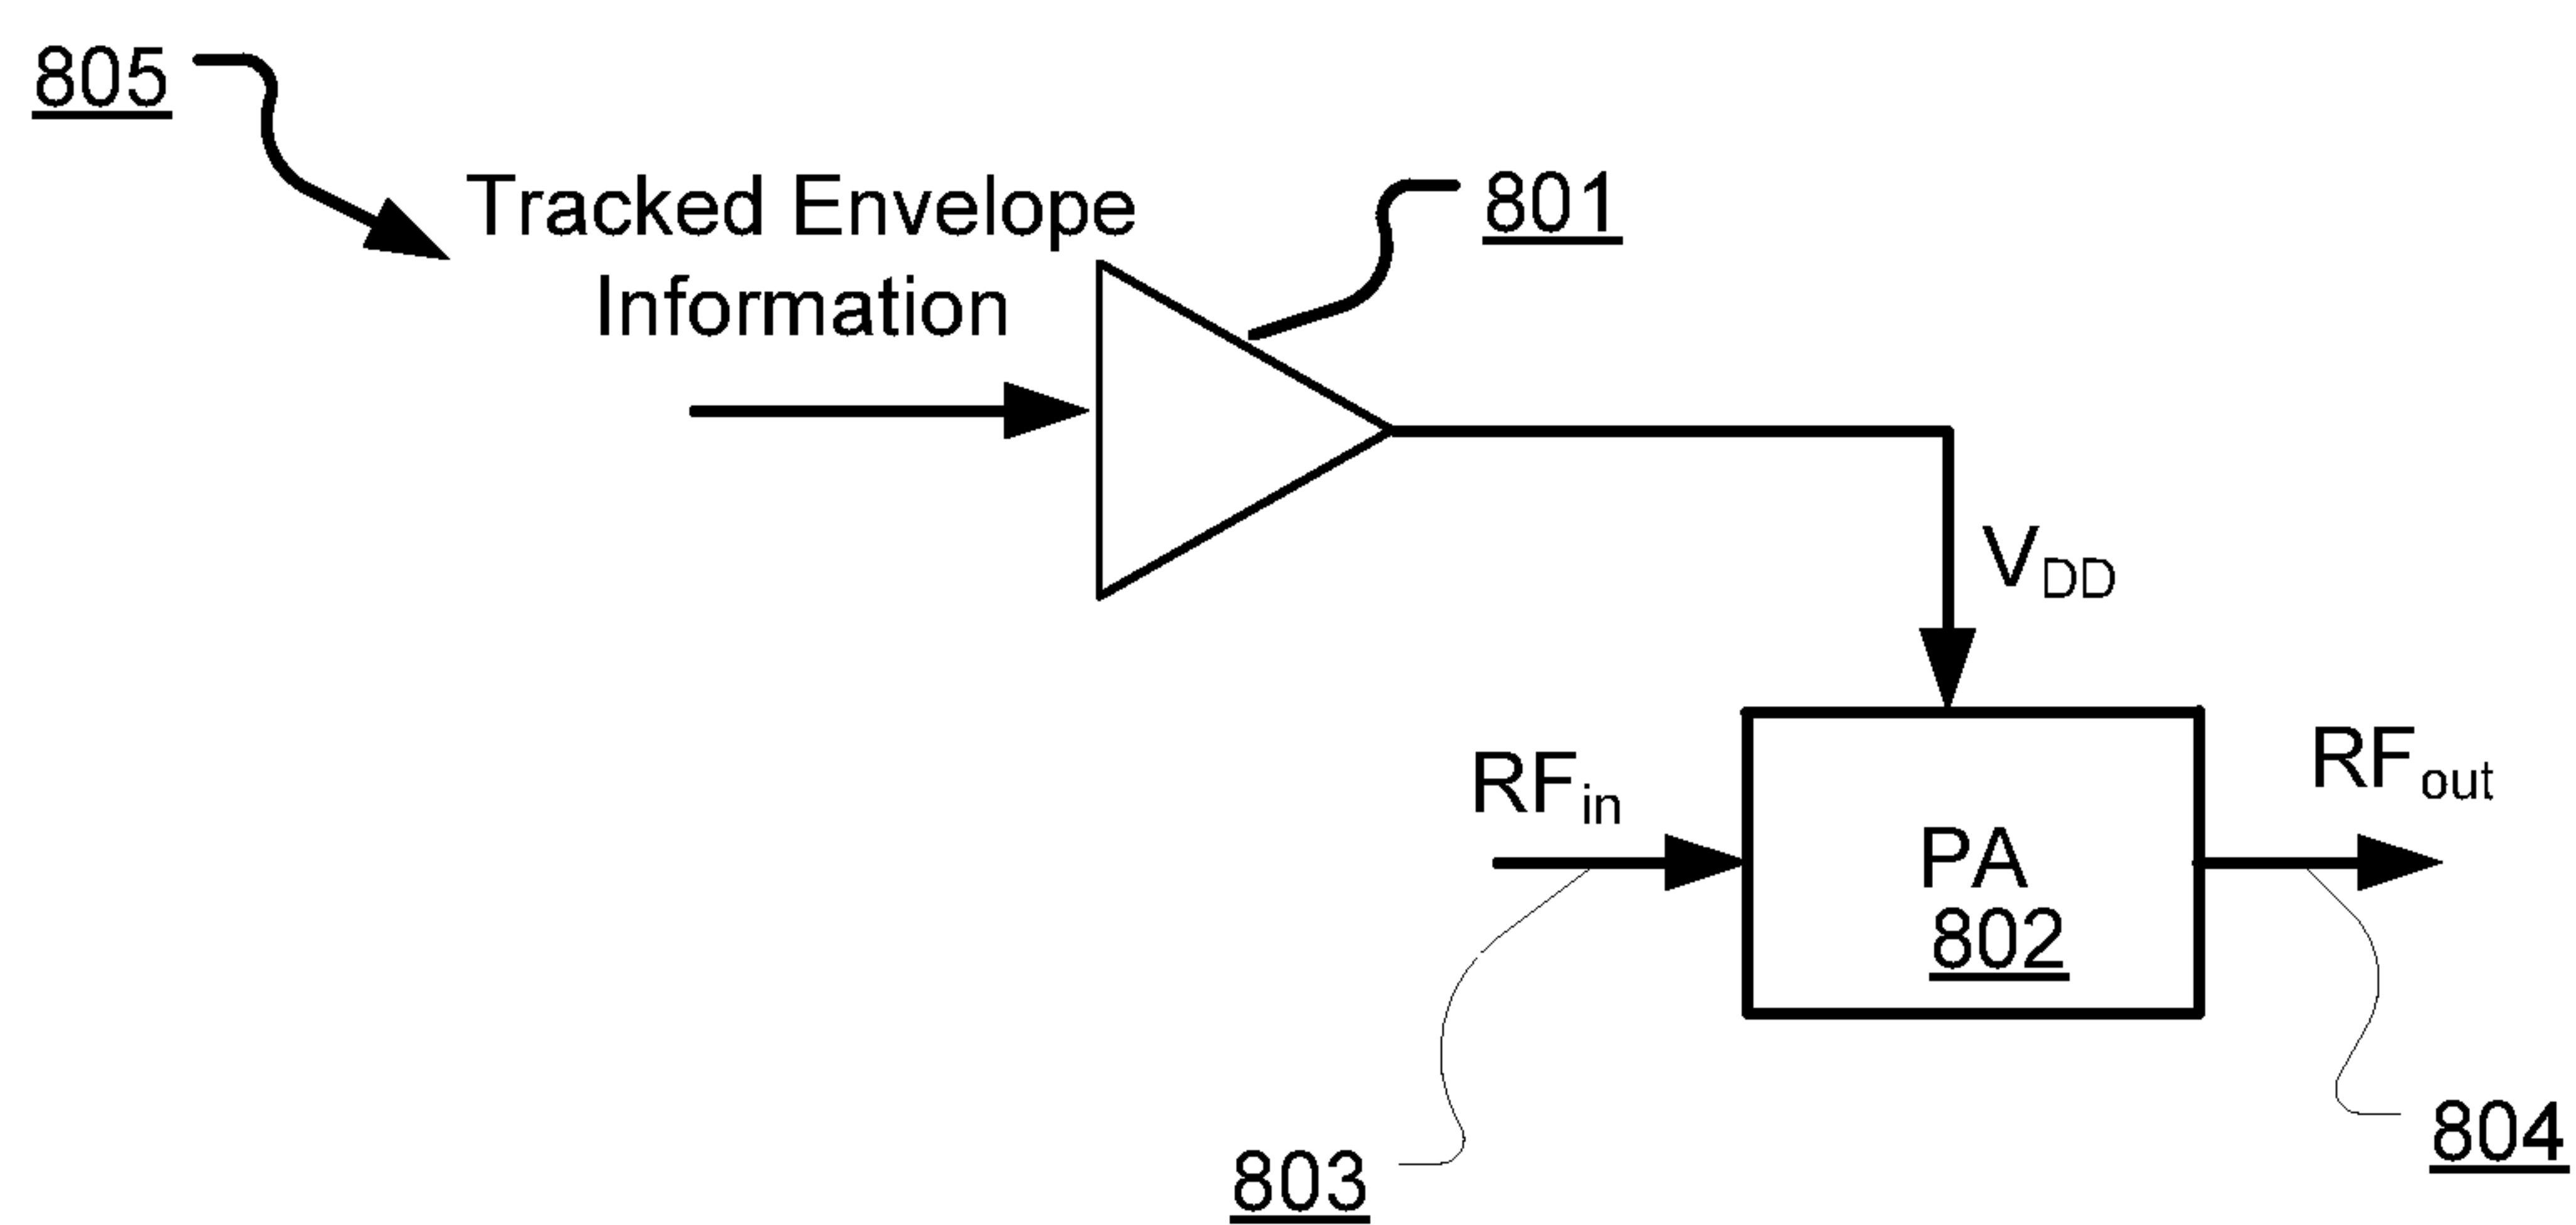 805
Tracked Envelope
Information
801
VDD
RFin
RFout
PA
802
803
804